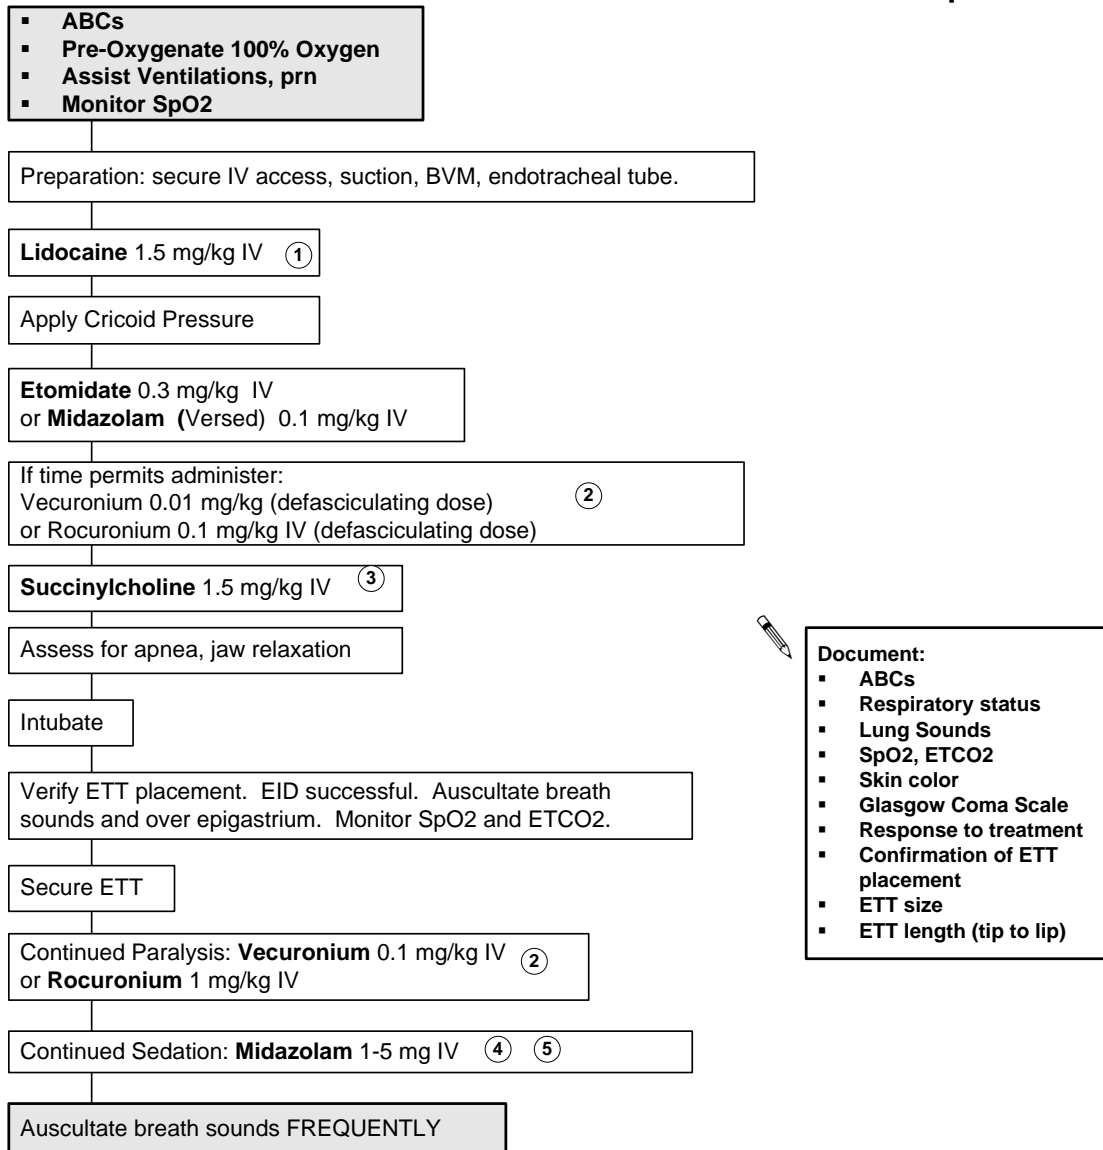 ▪ ABCs
▪ Pre-Oxygenate 100% Oxygen
▪ Assist Ventilations, prn
▪ Monitor SpO2
Preparation: secure IV access, suction, BVM, endotracheal tube.
Lidocaine 1.5 mg/kg IV ①
Apply Cricoid Pressure
Etomidate 0.3 mg/kg IV
or Midazolam (Versed) 0.1 mg/kg IV
If time permits administer:
Vecuronium 0.01 mg/kg (defasciculating dose) ②
or Rocuronium 0.1 mg/kg IV (defasciculating dose)
Succinylcholine 1.5 mg/kg IV ③
Assess for apnea, jaw relaxation
Intubate
Verify ETT placement. EID successful. Auscultate breath
sounds and over epigastrium. Monitor SpO2 and ETCO2.
Secure ETT
Continued Paralysis: Vecuronium 0.1 mg/kg IV ②
or Rocuronium 1 mg/kg IV
Continued Sedation: Midazolam 1-5 mg IV ④ ⑤
Auscultate breath sounds FREQUENTLY
Document:
▪ ABCs
▪ Respiratory status
▪ Lung Sounds
▪ SpO2, ETCO2
▪ Skin color
▪ Glasgow Coma Scale
▪ Response to treatment
▪ Confirmation of ETT
placement
▪ ETT size
▪ ETT length (tip to lip)